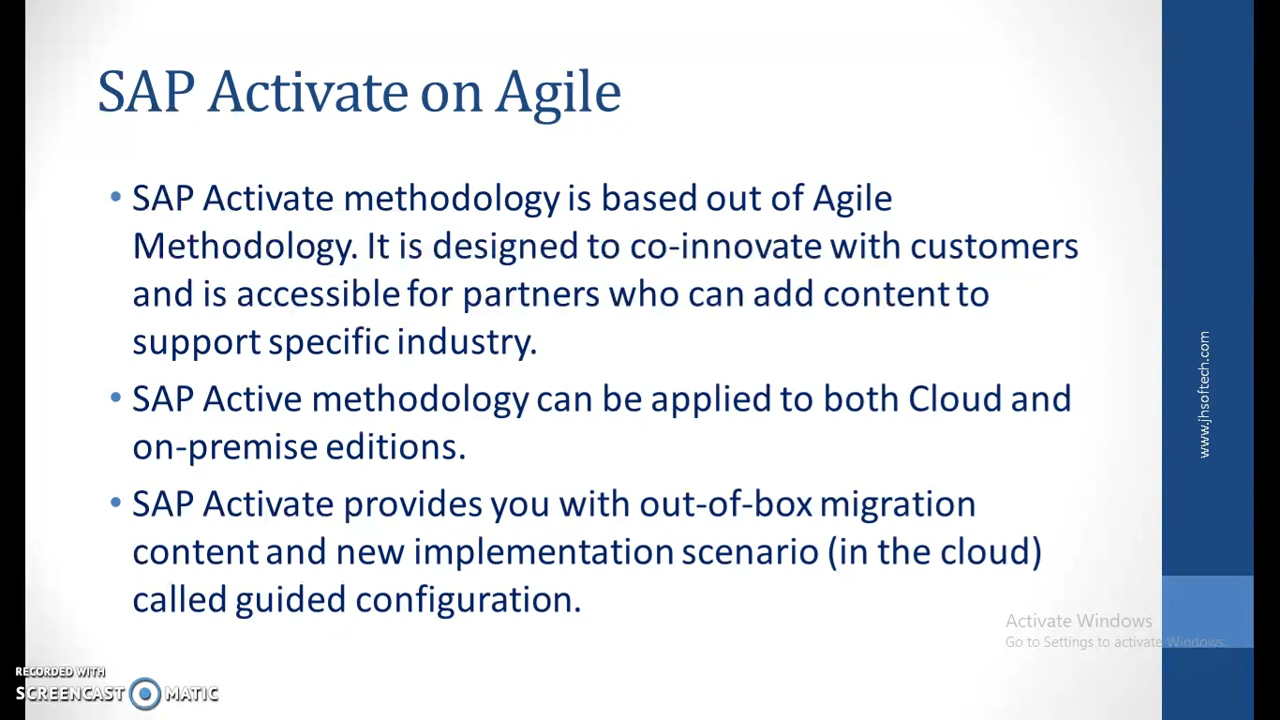 SAP Activate on Agile
• SAP Activate methodology is based out of Agile
Methodology. It is designed to co-innovate with customers
and is accessible for partners who can add content to
support specific industry.
• SAP Active methodology can be applied to both Cloud and
on-premise editions.
• SAP Activate provides you with out-of-box migration
content and new implementation scenario (in the cloud)
called guided configuration.
www.jhsoftech.com
Activate Windows
Go to Settings to activate Windows.
RECORDED WITH
SCREENCAST MATIC